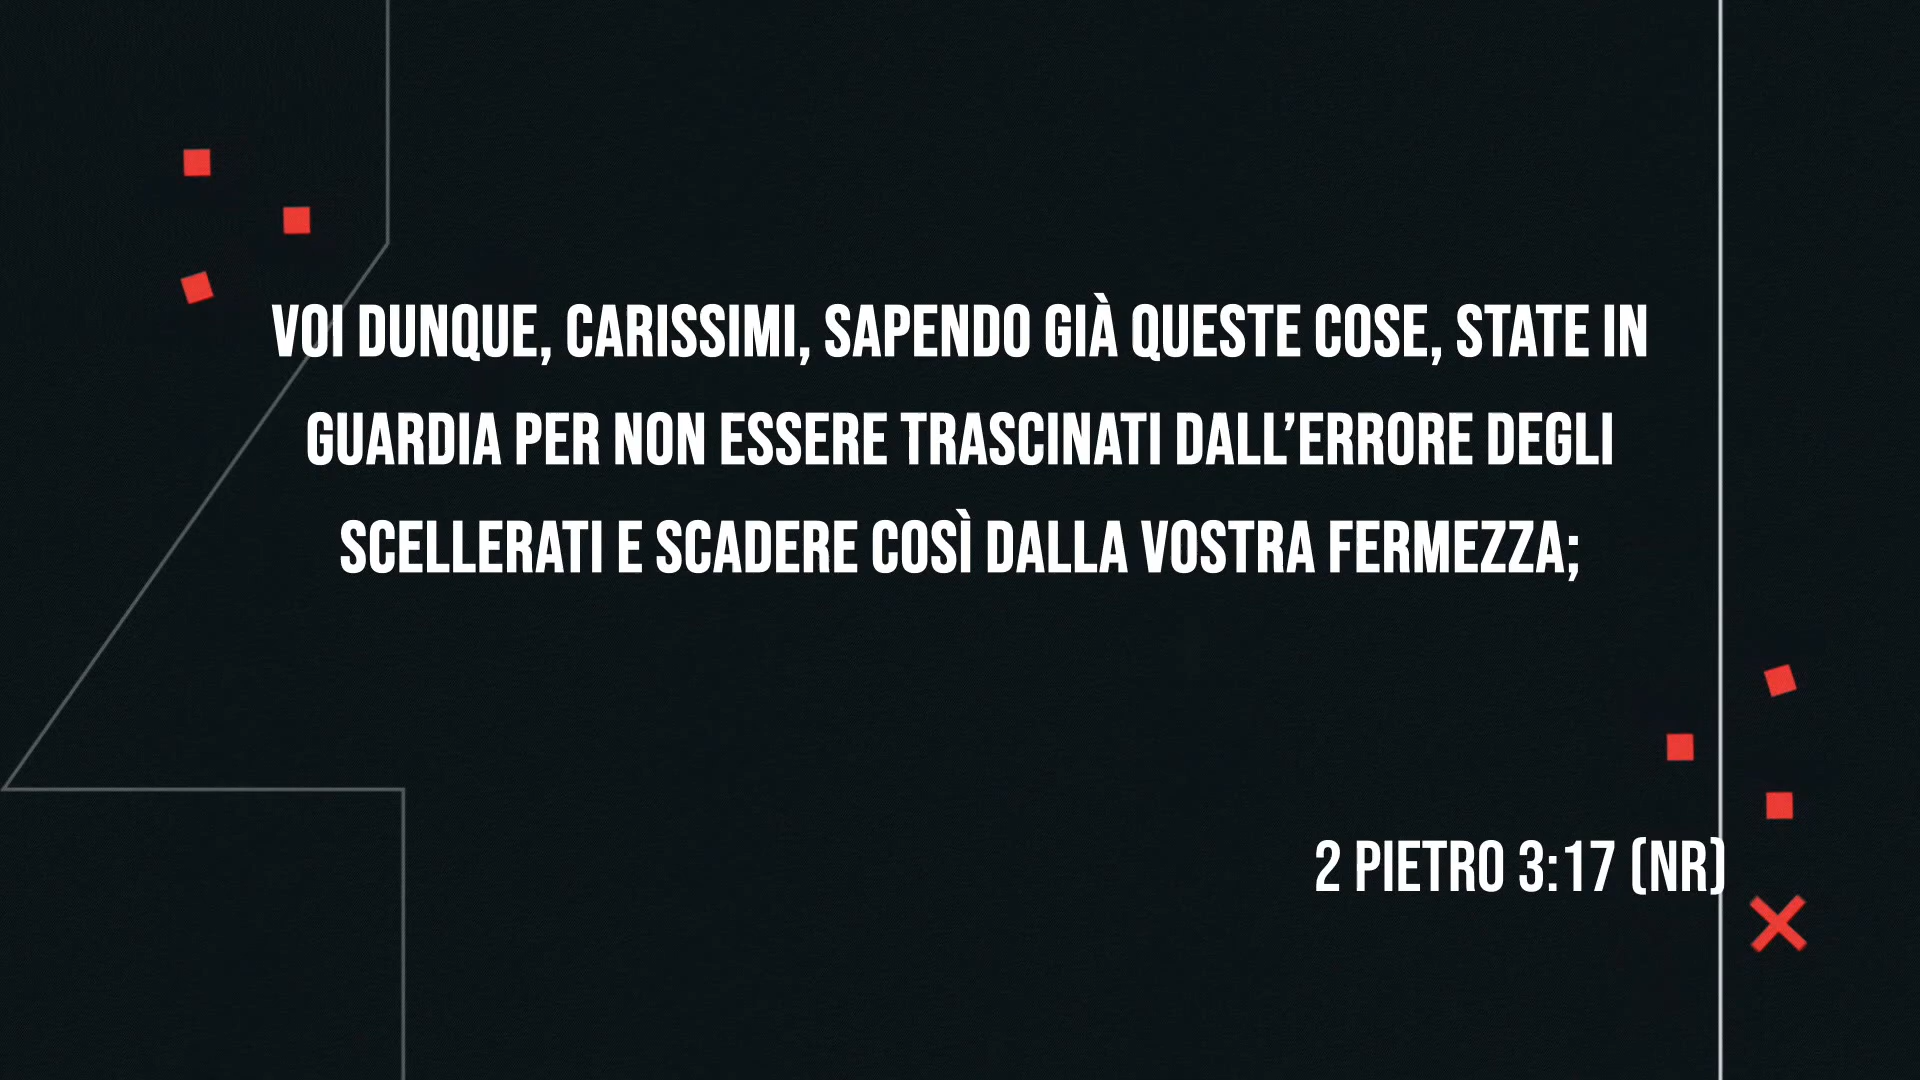 VOI DUNQUE, CARISSIMI, SAPENDO GIÀ QUESTE COSE, STATE IN
GUARDIA PER NON ESSERE TRASCINATI DALL’ERRORE DEGLI
SCELLERATI E SCADERE COSÌ DALLA VOSTRA FERMEZZA;
2 PIETRO 3:17 (NR)